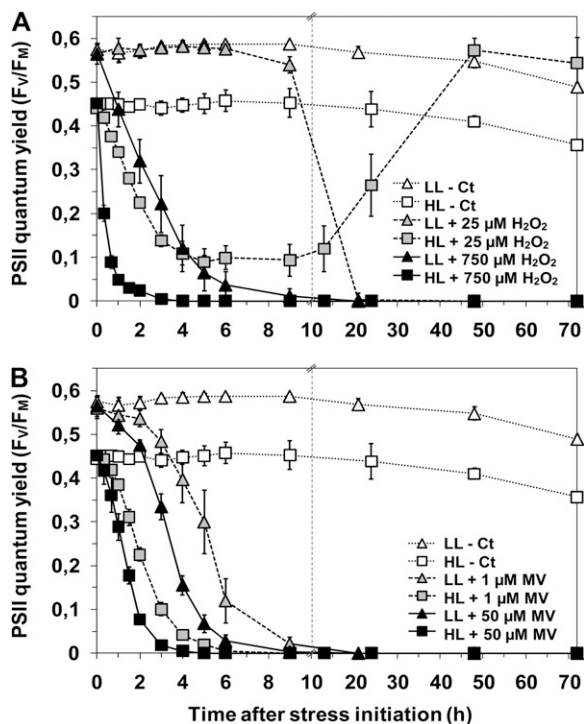 A
PSII quantum yield (FV/FM)
0,6
0,5
0,4
0,3
0,2
0,1
0
LL - Ct
HL - Ct
LL + 25 µM H₂O₂
HL + 25 µM H₂O₂
LL + 750 µM H₂O₂
HL + 750 µM H₂O₂
0 2 4 6 10 20 30 40 50 60 70
B
PSII quantum yield (FV/FM)
0,6
0,5
0,4
0,3
0,2
0,1
0
LL - Ct
HL - Ct
LL + 1 µM MV
HL + 1 µM MV
LL + 50 µM MV
HL + 50 µM MV
0 2 4 6 10 20 30 40 50 60 70
Time after stress initiation (h)